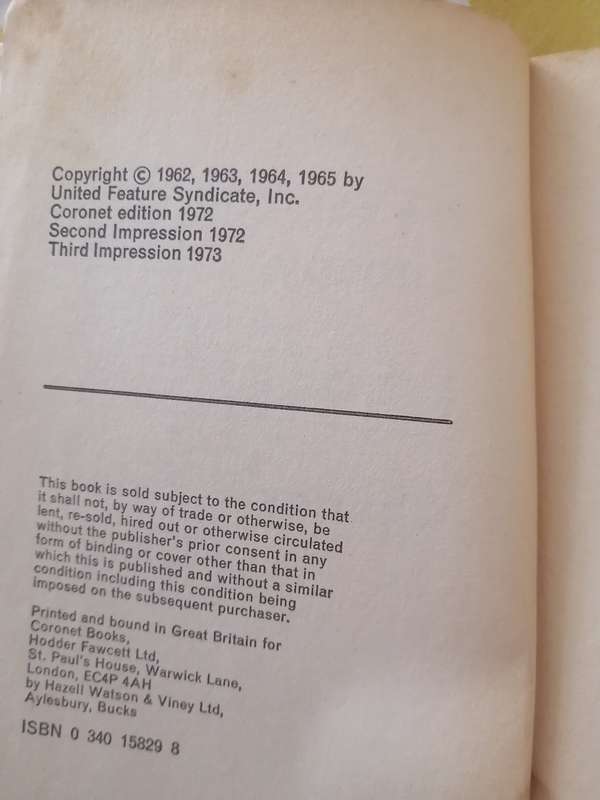 Copyright © 1962, 1963, 1964, 1965 by
United Feature Syndicate, Inc.
Coronet edition 1972
Second Impression 1972
Third Impression 1973
This book is sold subject to the condition that
it shall not, by way of trade or otherwise, be
lent, re-sold, hired out or otherwise circulated
without the publisher's prior consent in any
form of binding or cover other than that in
which this is published and without a similar
condition including this condition being
imposed on the subsequent purchaser.
Printed and bound in Great Britain for
Coronet Books,
Hodder Fawcett Ltd,
St. Paul's House, Warwick Lane,
London, EC4P 4AH
by Hazell Watson & Viney Ltd,
Aylesbury, Bucks
ISBN 0 340 15829 8